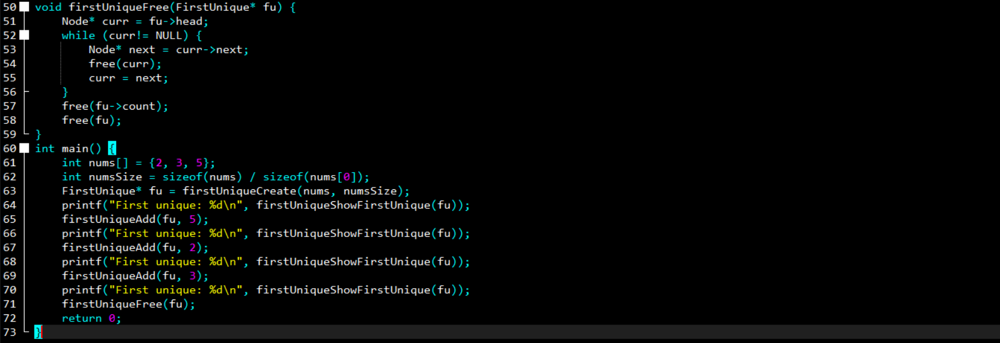 50 void firstUniqueFree(FirstUnique* fu) {
51     Node* curr = fu->head;
52     while (curr!= NULL) {
53         Node* next = curr->next;
54         free(curr);
55         curr = next;
56     }
57     free(fu->count);
58     free(fu);
59 }
60 int main() {
61     int nums[] = {2, 3, 5};
62     int numsSize = sizeof(nums) / sizeof(nums[0]);
63     FirstUnique* fu = firstUniqueCreate(nums, numsSize);
64     printf("First unique: %d\n", firstUniqueShowFirstUnique(fu));
65     firstUniqueAdd(fu, 5);
66     printf("First unique: %d\n", firstUniqueShowFirstUnique(fu));
67     firstUniqueAdd(fu, 2);
68     printf("First unique: %d\n", firstUniqueShowFirstUnique(fu));
69     firstUniqueAdd(fu, 3);
70     printf("First unique: %d\n", firstUniqueShowFirstUnique(fu));
71     firstUniqueFree(fu);
72     return 0;
73 }